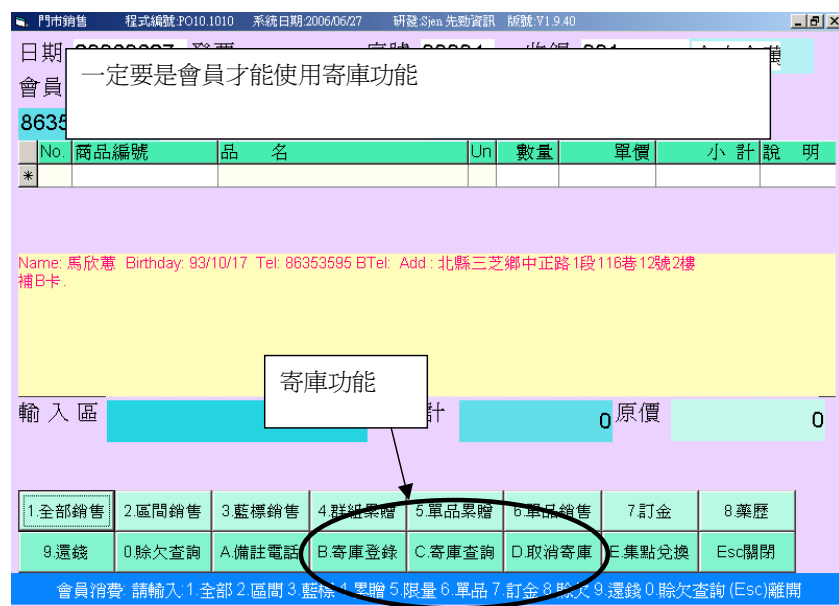 門市銷售 程式編號:PO10.1010 系統日期:2006/06/27 研發:Sjen 先勁資訊 版號:V1.9.40
日期
會員
一定要是會員才能使用寄庫功能
8635
No. 商品編號 品 名 Un 數量 單價 小 計 說 明
*
Name: 馬欣蕙 Birthday: 93/10/17 Tel: 86353595 BTel: Add : 北縣三芝鄉中正路1段116巷12號2樓
補B卡.
寄庫功能
輸 入 區 計 0 原價 0
1.全部銷售 2.區間銷售 3.藍標銷售 4.群組累贈 5.單品累贈 6.單品銷售 7.訂金 8.藥歷
9.還錢 0.賒欠查詢 A.備註電話 B.寄庫登錄 C.寄庫查詢 D.取消寄庫 E.集點兌換 Esc關閉
會員消費: 請輸入:1.全部 2.區間 3.藍標 4.累贈 5.限量 6.單品 7.訂金 8.賒欠 9.還錢 0.賒欠查詢 (Esc)離開